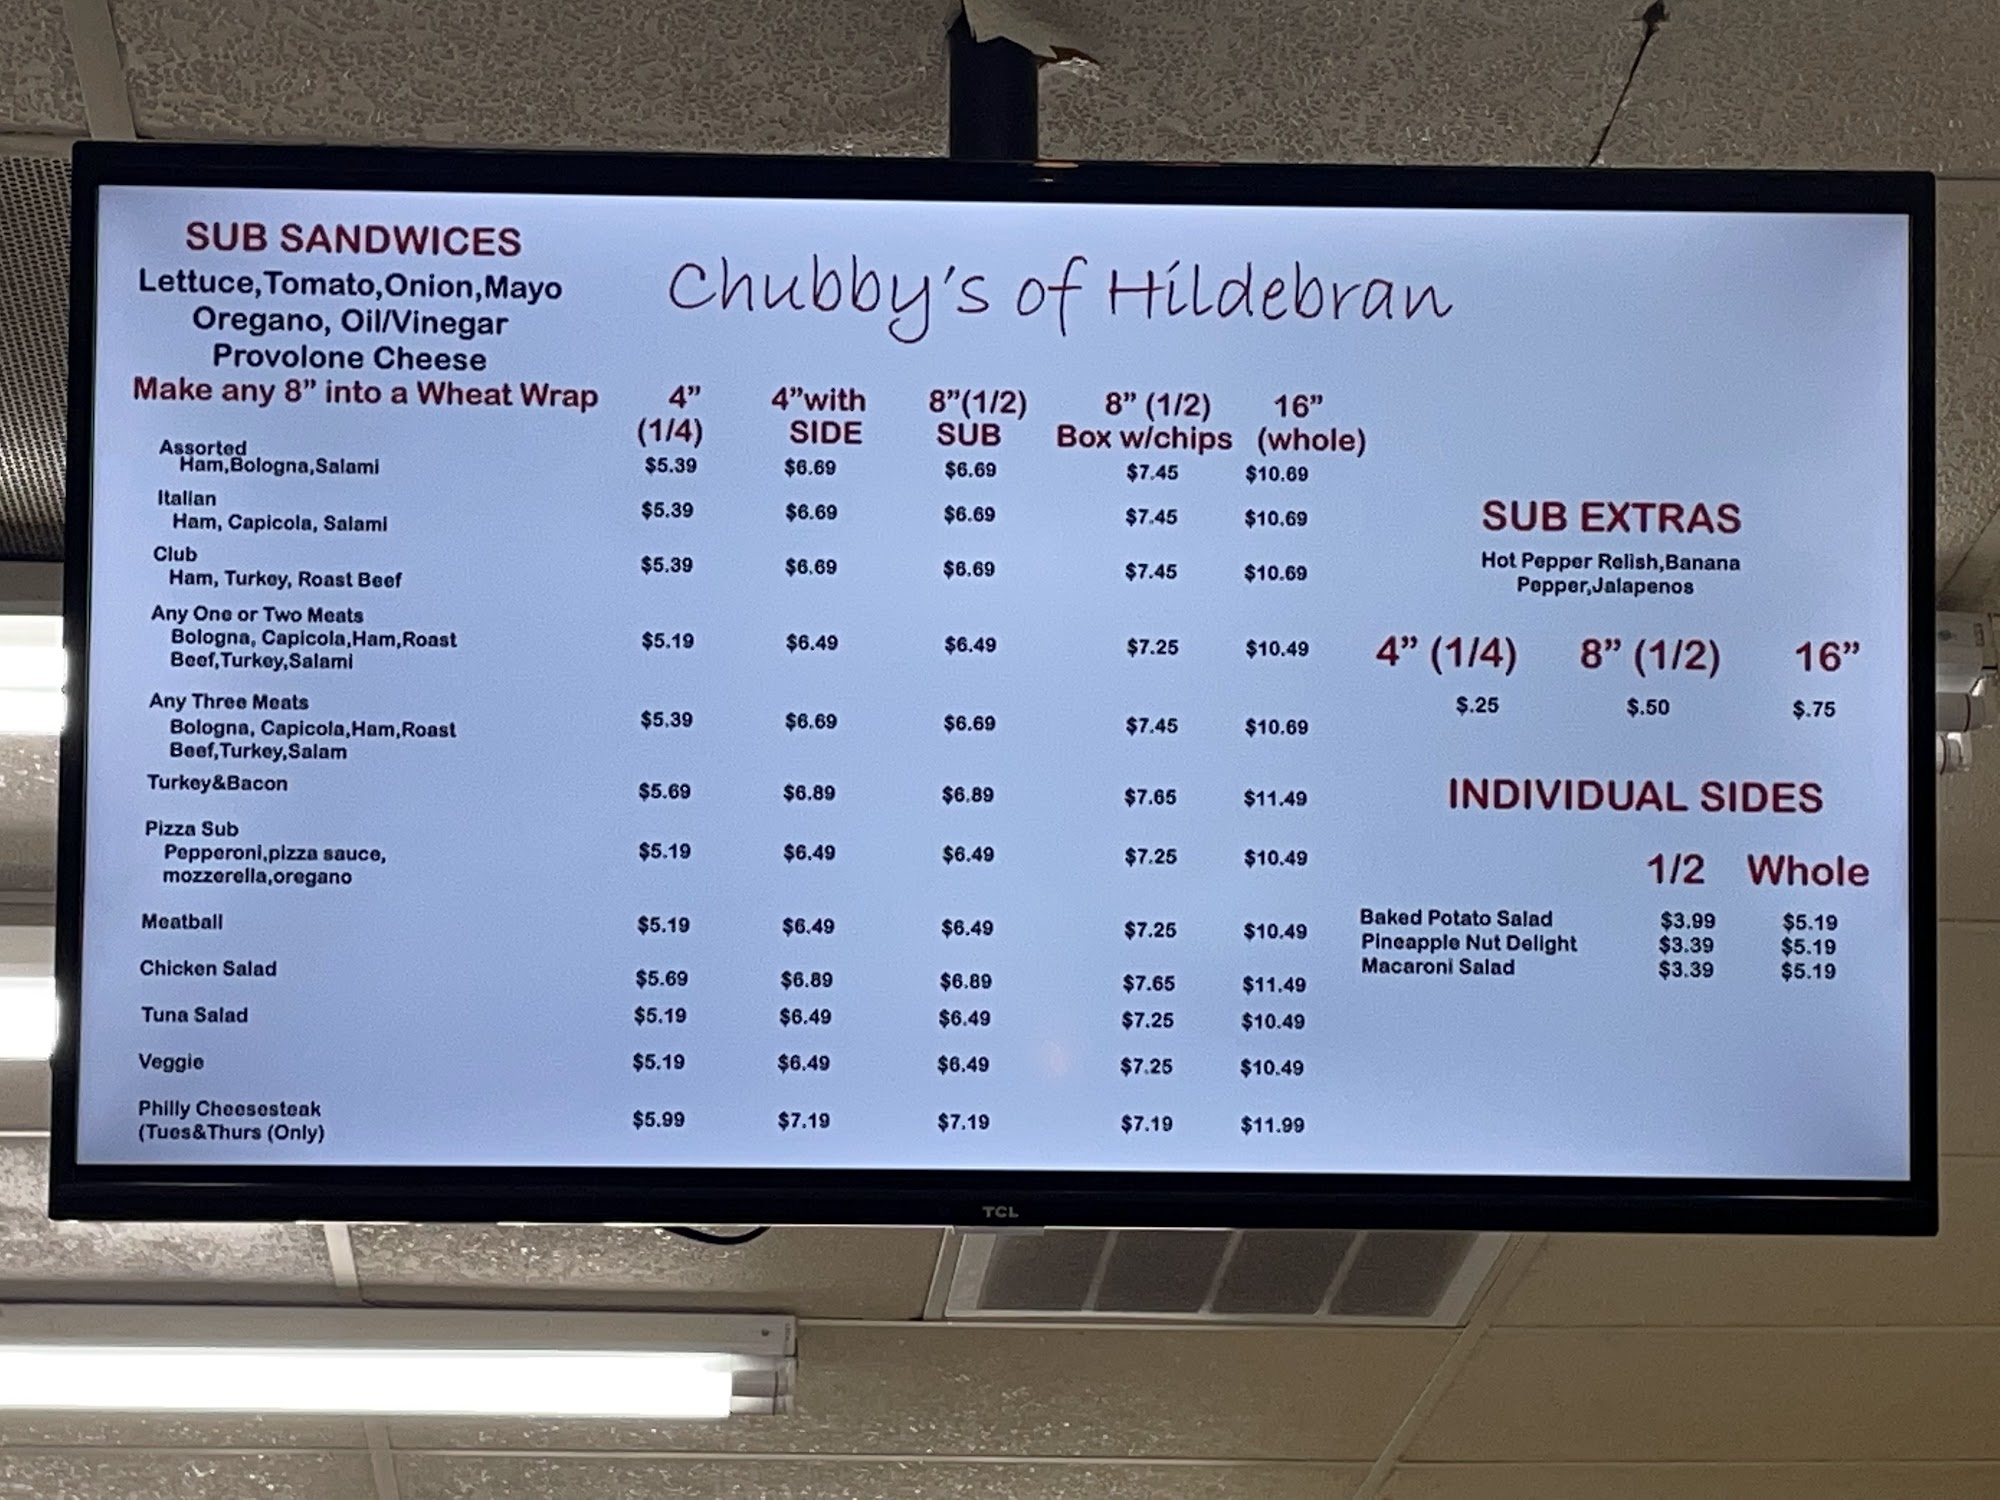 SUB SANDWICES
Lettuce,Tomato,Onion,Mayo
Oregano, Oil/Vinegar
Provolone Cheese
Make any 8” into a Wheat Wrap
Chubby's of Hildebran
4” 4”with 8”(1/2) 8” (1/2) 16”
(1/4) SIDE SUB Box w/chips (whole)
Assorted
Ham,Bologna,Salami $5.39 $6.69 $6.69 $7.45 $10.69
Italian
Ham, Capicola, Salami $5.39 $6.69 $6.69 $7.45 $10.69
Club
Ham, Turkey, Roast Beef $5.39 $6.69 $6.69 $7.45 $10.69
Any One or Two Meats
Bologna, Capicola,Ham,Roast $5.19 $6.49 $6.49 $7.25 $10.49
Beef,Turkey,Salami
Any Three Meats
Bologna, Capicola,Ham,Roast $5.39 $6.69 $6.69 $7.45 $10.69
Beef,Turkey,Salam
Turkey&Bacon $5.69 $6.89 $6.89 $7.65 $11.49
Pizza Sub
Pepperoni,pizza sauce, $5.19 $6.49 $6.49 $7.25 $10.49
mozzerella,oregano
Meatball $5.19 $6.49 $6.49 $7.25 $10.49
Chicken Salad $5.69 $6.89 $6.89 $7.65 $11.49
Tuna Salad $5.19 $6.49 $6.49 $7.25 $10.49
Veggie $5.19 $6.49 $6.49 $7.25 $10.49
Philly Cheesesteak $5.99 $7.19 $7.19 $7.19 $11.99
(Tues&Thurs (Only)
SUB EXTRAS
Hot Pepper Relish,Banana
Pepper,Jalapenos
4” (1/4) 8” (1/2) 16”
$.25 $.50 $.75
INDIVIDUAL SIDES
1/2 Whole
Baked Potato Salad $3.99 $5.19
Pineapple Nut Delight $3.39 $5.19
Macaroni Salad $3.39 $5.19
TCL